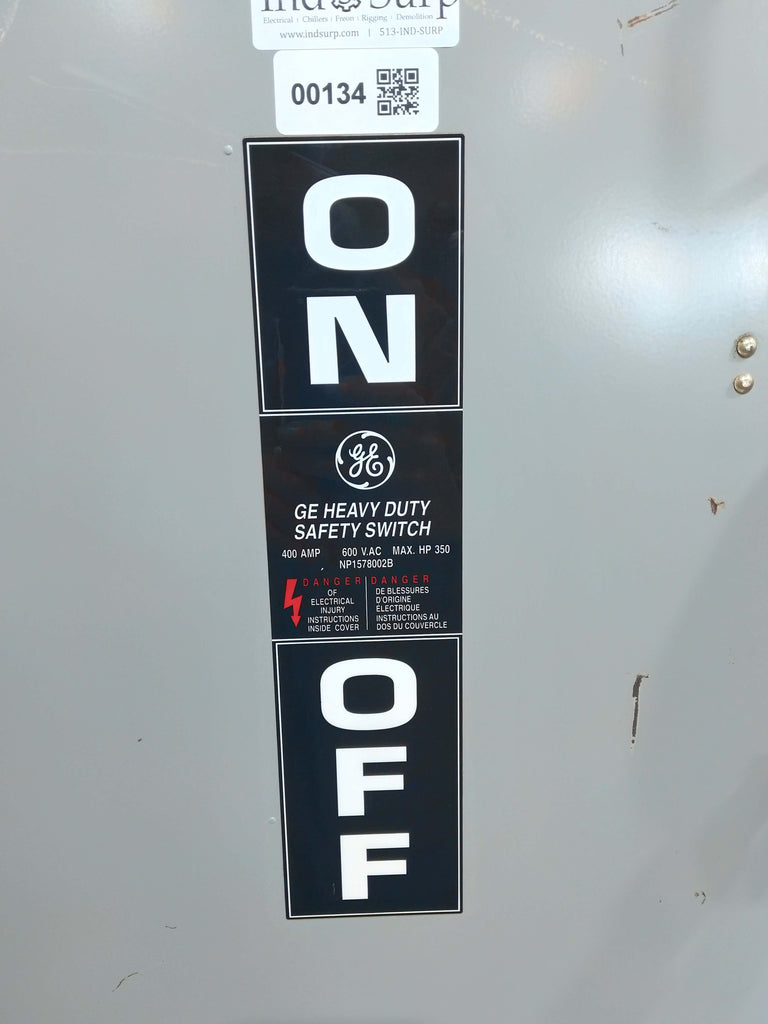 Ind Surp
Electrical | Chillers | Freon | Rigging | Demolition
www.indsurp.com | 513-IND-SURP
00134
O
N
GE
GE HEAVY DUTY
SAFETY SWITCH
400 AMP 600 V.AC MAX. HP 350
NP1578002B
DANGER
OF
ELECTRICAL
INJURY
INSTRUCTIONS
INSIDE COVER
DANGER
DE BLESSURES
D'ORIGINE
ÉLECTRIQUE
INSTRUCTIONS AU
DOS DU COUVERCLE
O
F
F